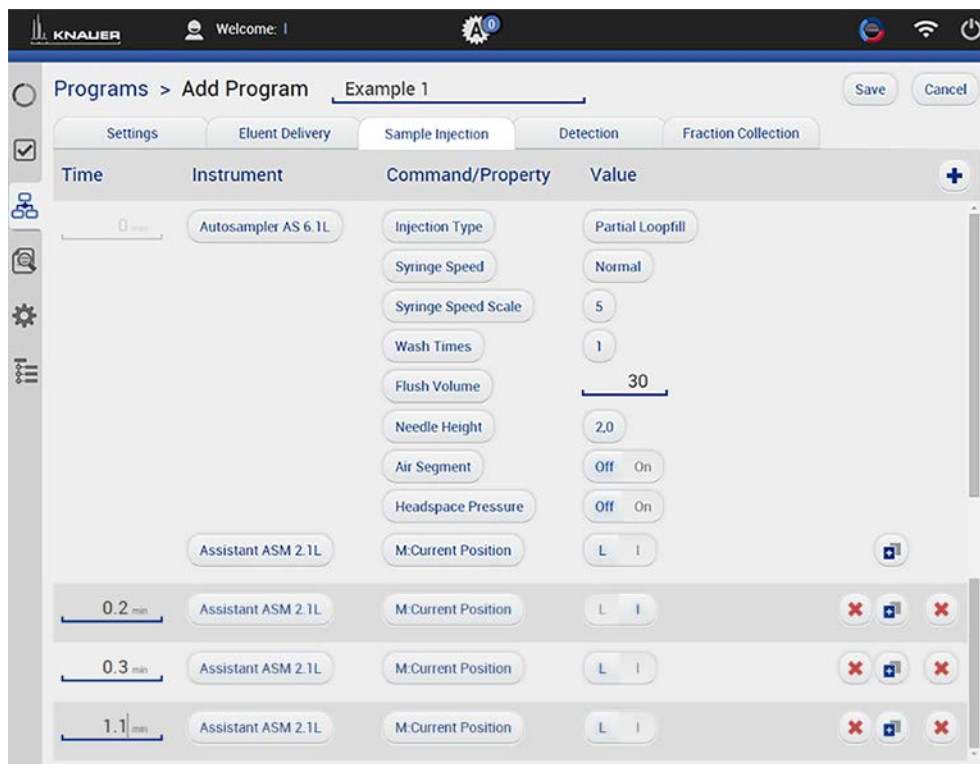 KNAUER Welcome: I A 0
Programs > Add Program Example 1 Save Cancel
Settings Eluent Delivery Sample Injection Detection Fraction Collection
Time Instrument Command/Property Value
0 min Autosampler AS 6.1L Injection Type Partial Loopfill
Syringe Speed Normal
Syringe Speed Scale 5
Wash Times 1
Flush Volume 30
Needle Height 2,0
Air Segment Off On
Headspace Pressure Off On
Assistant ASM 2.1L M:Current Position L I
0.2 min Assistant ASM 2.1L M:Current Position L I
0.3 min Assistant ASM 2.1L M:Current Position L I
1.1 min Assistant ASM 2.1L M:Current Position L I